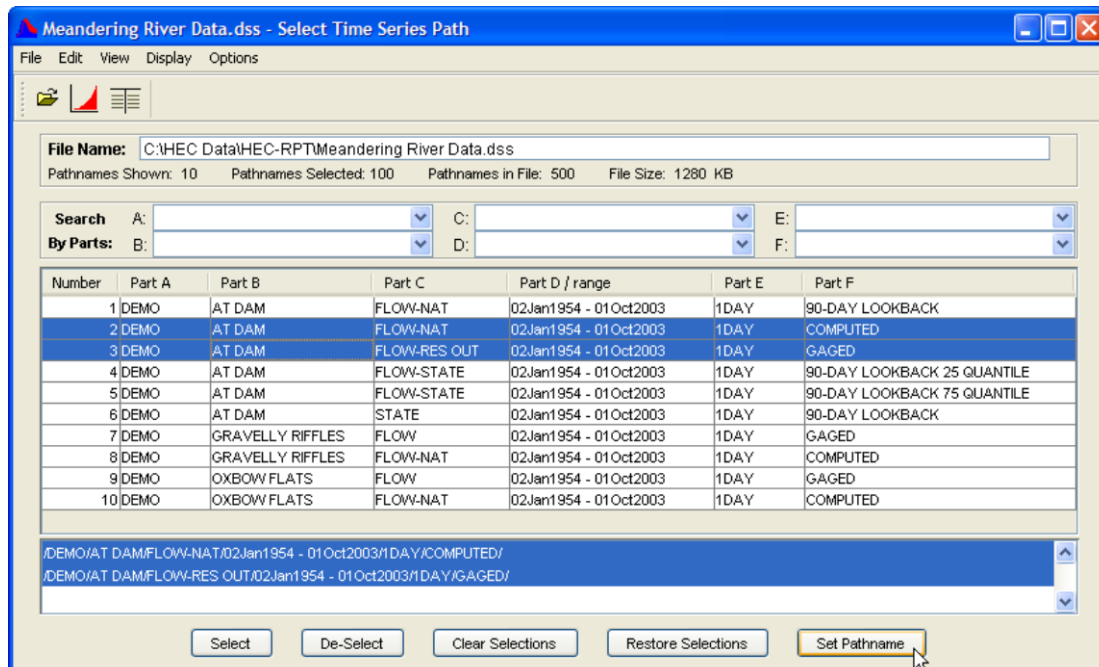 Meandering River Data.dss - Select Time Series Path
File Edit View Display Options
File Name: C:\HEC Data\HEC-RPT\Meandering River Data.dss
Pathnames Shown: 10 Pathnames Selected: 100 Pathnames in File: 500 File Size: 1280 KB
Search A: C: E:
By Parts: B: D: F:
Number Part A Part B Part C Part D / range Part E Part F
1 DEMO AT DAM FLOW-NAT 02Jan1954 - 01Oct2003 1DAY 90-DAY LOOKBACK
2 DEMO AT DAM FLOW-NAT 02Jan1954 - 01Oct2003 1DAY COMPUTED
3 DEMO AT DAM FLOW-RES OUT 02Jan1954 - 01Oct2003 1DAY GAGED
4 DEMO AT DAM FLOW-STATE 02Jan1954 - 01Oct2003 1DAY 90-DAY LOOKBACK 25 QUANTILE
5 DEMO AT DAM FLOW-STATE 02Jan1954 - 01Oct2003 1DAY 90-DAY LOOKBACK 75 QUANTILE
6 DEMO AT DAM STATE 02Jan1954 - 01Oct2003 1DAY 90-DAY LOOKBACK
7 DEMO GRAVELLY RIFFLES FLOW 02Jan1954 - 01Oct2003 1DAY GAGED
8 DEMO GRAVELLY RIFFLES FLOW-NAT 02Jan1954 - 01Oct2003 1DAY COMPUTED
9 DEMO OXBOW FLATS FLOW 02Jan1954 - 01Oct2003 1DAY GAGED
10 DEMO OXBOW FLATS FLOW-NAT 02Jan1954 - 01Oct2003 1DAY COMPUTED
/DEMO/AT DAM/FLOW-NAT/02Jan1954 - 01Oct2003/1DAY/COMPUTED/
/DEMO/AT DAM/FLOW-RES OUT/02Jan1954 - 01Oct2003/1DAY/GAGED/
Select De-Select Clear Selections Restore Selections Set Pathname